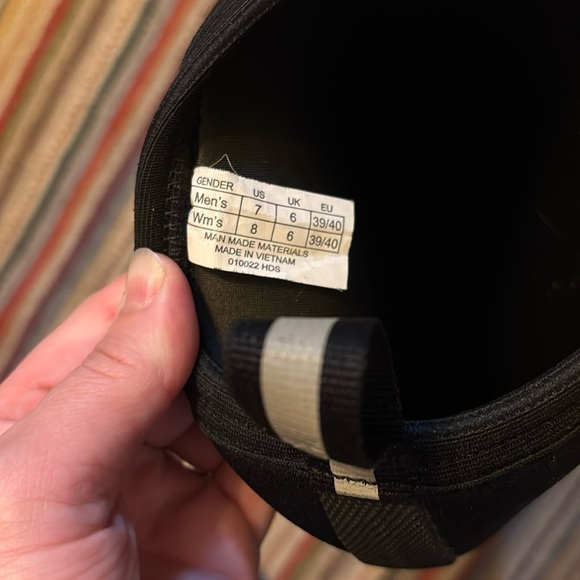 GENDER US UK EU
Men's 7 6 39/40
Wm's 8 6 39/40
MAN MADE MATERIALS
MADE IN VIETNAM
010022 HDS